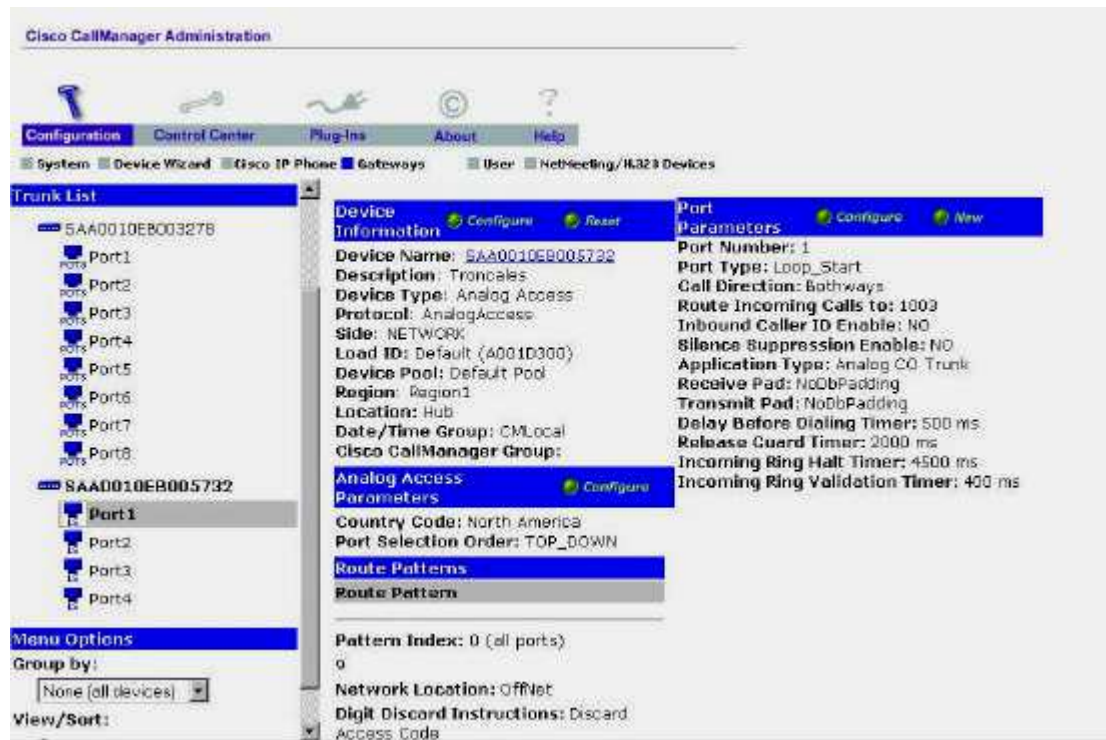 Cisco CallManager Administration
Configuration Control Center Plug-Ins About Help
System Device Wizard Cisco IP Phone Gateways User NetMeeting/H.323 Devices
Trunk List
SAA0010EB003278
POTS Port1
POTS Port2
POTS Port3
POTS Port4
POTS Port5
POTS Port6
POTS Port7
POTS Port8
SAA0010EB005732
Port1
Port2
Port3
Port4
Menu Options
Group by:
None (all devices)
View/Sort:
Device Information Configure Reset
Device Name: SAA0010EB005732
Description: Troncales
Device Type: Analog Access
Protocol: AnalogAccess
Side: NETWORK
Load ID: Default (A001D300)
Device Pool: Default Pool
Region: Region1
Location: Hub
Date/Time Group: CMLocal
Cisco CallManager Group:
Analog Access Parameters Configure
Country Code: North America
Port Selection Order: TOP_DOWN
Route Patterns
Route Pattern
Pattern Index: 0 (all ports)
9
Network Location: OffNet
Digit Discard Instructions: Discard
Access Code
Port Parameters Configure New
Port Number: 1
Port Type: Loop_Start
Call Direction: Bothways
Route Incoming Calls to: 1003
Inbound Caller ID Enable: NO
Silence Suppression Enable: NO
Application Type: Analog CO Trunk
Receive Pad: NoDbPadding
Transmit Pad: NoDbPadding
Delay Before Dialing Timer: 500 ms
Release Guard Timer: 2000 ms
Incoming Ring Halt Timer: 4500 ms
Incoming Ring Validation Timer: 400 ms